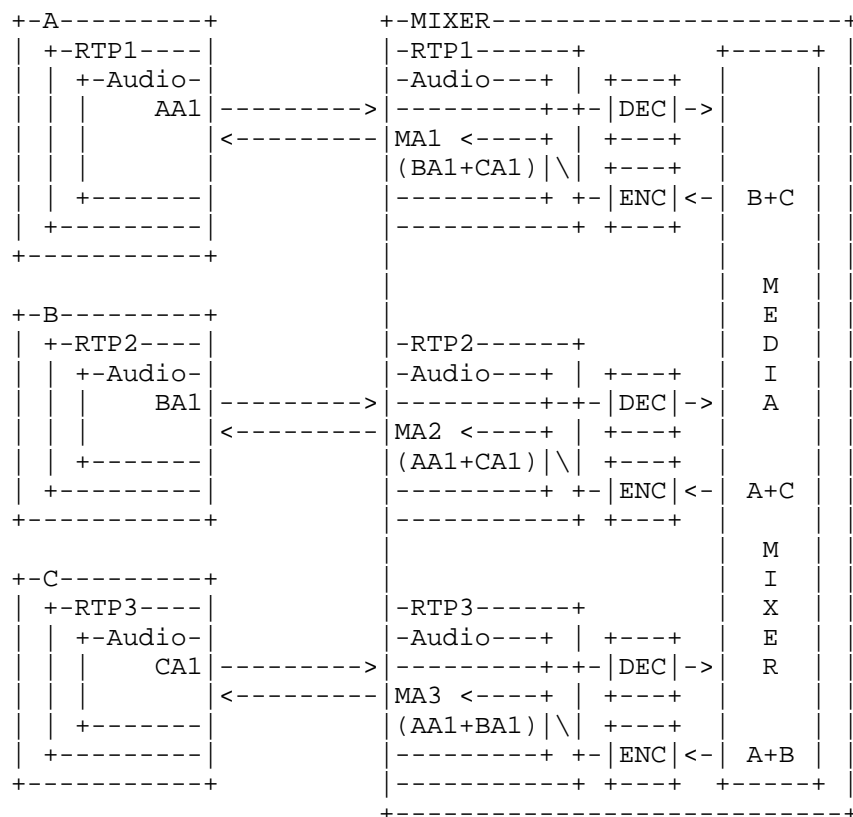 +-A---------+          +-MIXER----------------------+
| +-RTP1----|          |-RTP1------+        +-----+ |
| | +-Audio-|          |-Audio---+ | +---+  |     | |
| | |    AA1|--------->|---------+-+-|DEC|->|     | |
| | |       |<---------|MA1 <----+ | +---+  |     | |
| | |       |          |(BA1+CA1)|\| +---+  |     | |
| | +-------|          |---------+ +-|ENC|<-| B+C | |
| +---------|          |-----------+ +---+  |     | |
+-----------+          |                    |     | |
                       |                    |  M  | |
+-B---------+          |                    |  E  | |
| +-RTP2----|          |-RTP2------+        |  D  | |
| | +-Audio-|          |-Audio---+ | +---+  |  I  | |
| | |    BA1|--------->|---------+-+-|DEC|->|  A  | |
| | |       |<---------|MA2 <----+ | +---+  |     | |
| | +-------|          |(AA1+CA1)|\| +---+  |     | |
| +---------|          |---------+ +-|ENC|<-| A+C | |
+-----------+          |-----------+ +---+  |     | |
                       |                    |  M  | |
+-C---------+          |                    |  I  | |
| +-RTP3----|          |-RTP3------+        |  X  | |
| | +-Audio-|          |-Audio---+ | +---+  |  E  | |
| | |    CA1|--------->|---------+-+-|DEC|->|  R  | |
| | |       |<---------|MA3 <----+ | +---+  |     | |
| | +-------|          |(AA1+BA1)|\| +---+  |     | |
| +---------|          |---------+ +-|ENC|<-| A+B | |
+-----------+          |-----------+ +---+  +-----+ |
                       +----------------------------+